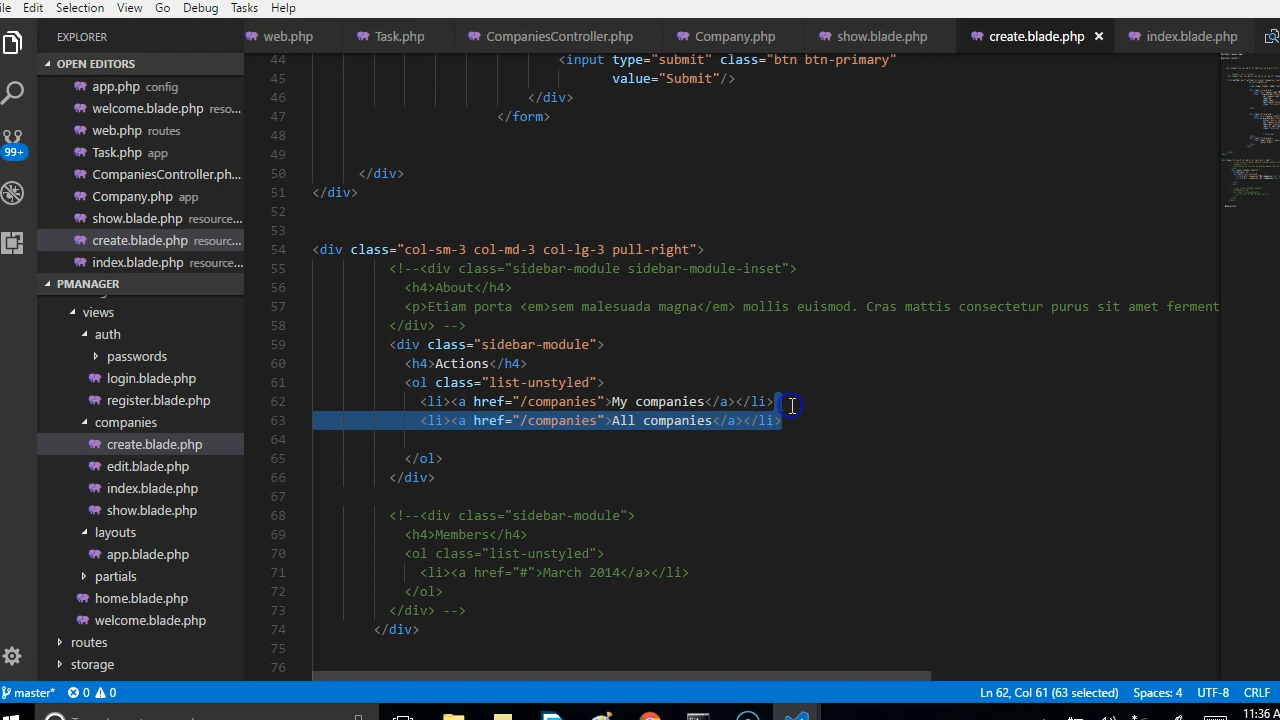 ile Edit Selection View Go Debug Tasks Help
EXPLORER
web.php Task.php CompaniesController.php Company.php show.blade.php create.blade.php × index.blade.php
OPEN EDITORS
app.php config
welcome.blade.php reso...
web.php routes
Task.php app
CompaniesController.ph...
Company.php app
show.blade.php resource...
create.blade.php resourc...
index.blade.php resource...
PMANAGER
views
auth
passwords
login.blade.php
register.blade.php
companies
create.blade.php
edit.blade.php
index.blade.php
show.blade.php
layouts
app.blade.php
partials
home.blade.php
welcome.blade.php
routes
storage
99+
44 <input type="submit" class="btn btn-primary"
45 value="Submit"/>
46 </div>
47 </form>
48
49
50 </div>
51 </div>
52
53
54 <div class="col-sm-3 col-md-3 col-lg-3 pull-right">
55 <!--<div class="sidebar-module sidebar-module-inset">
56 <h4>About</h4>
57 <p>Etiam porta <em>sem malesuada magna</em> mollis euismod. Cras mattis consectetur purus sit amet ferment
58 </div> -->
59 <div class="sidebar-module">
60 <h4>Actions</h4>
61 <ol class="list-unstyled">
62 <li><a href="/companies">My companies</a></li>
63 <li><a href="/companies">All companies</a></li>
64
65 </ol>
66 </div>
67
68 <!--<div class="sidebar-module">
69 <h4>Members</h4>
70 <ol class="list-unstyled">
71 <li><a href="#">March 2014</a></li>
72 </ol>
73 </div> -->
74 </div>
75
76
master* 0 0 Ln 62, Col 61 (63 selected) Spaces: 4 UTF-8 CRLF
11:36 A